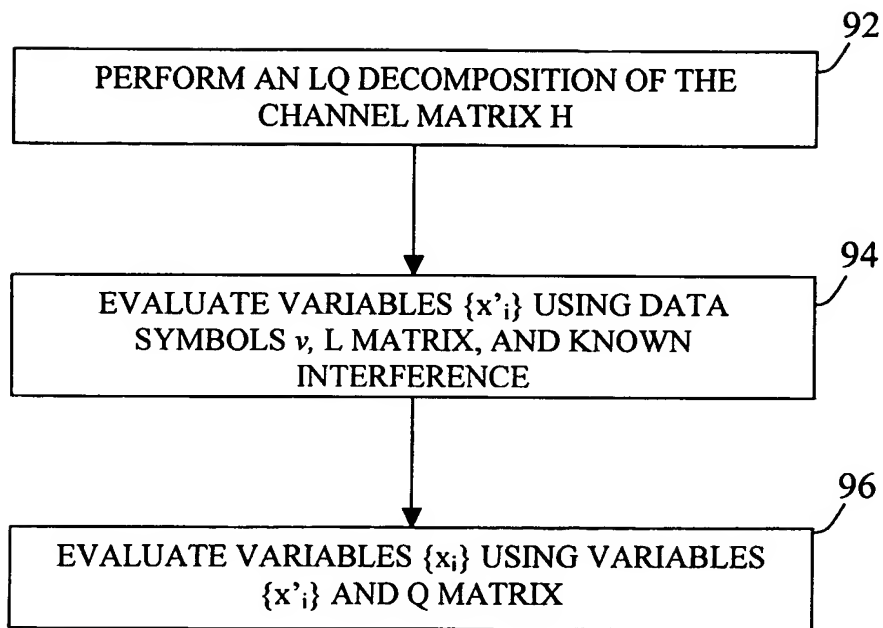 92
PERFORM AN LQ DECOMPOSITION OF THE
CHANNEL MATRIX H
94
EVALUATE VARIABLES {x'i} USING DATA
SYMBOLS v, L MATRIX, AND KNOWN
INTERFERENCE
96
EVALUATE VARIABLES {xi} USING VARIABLES
{x'i} AND Q MATRIX